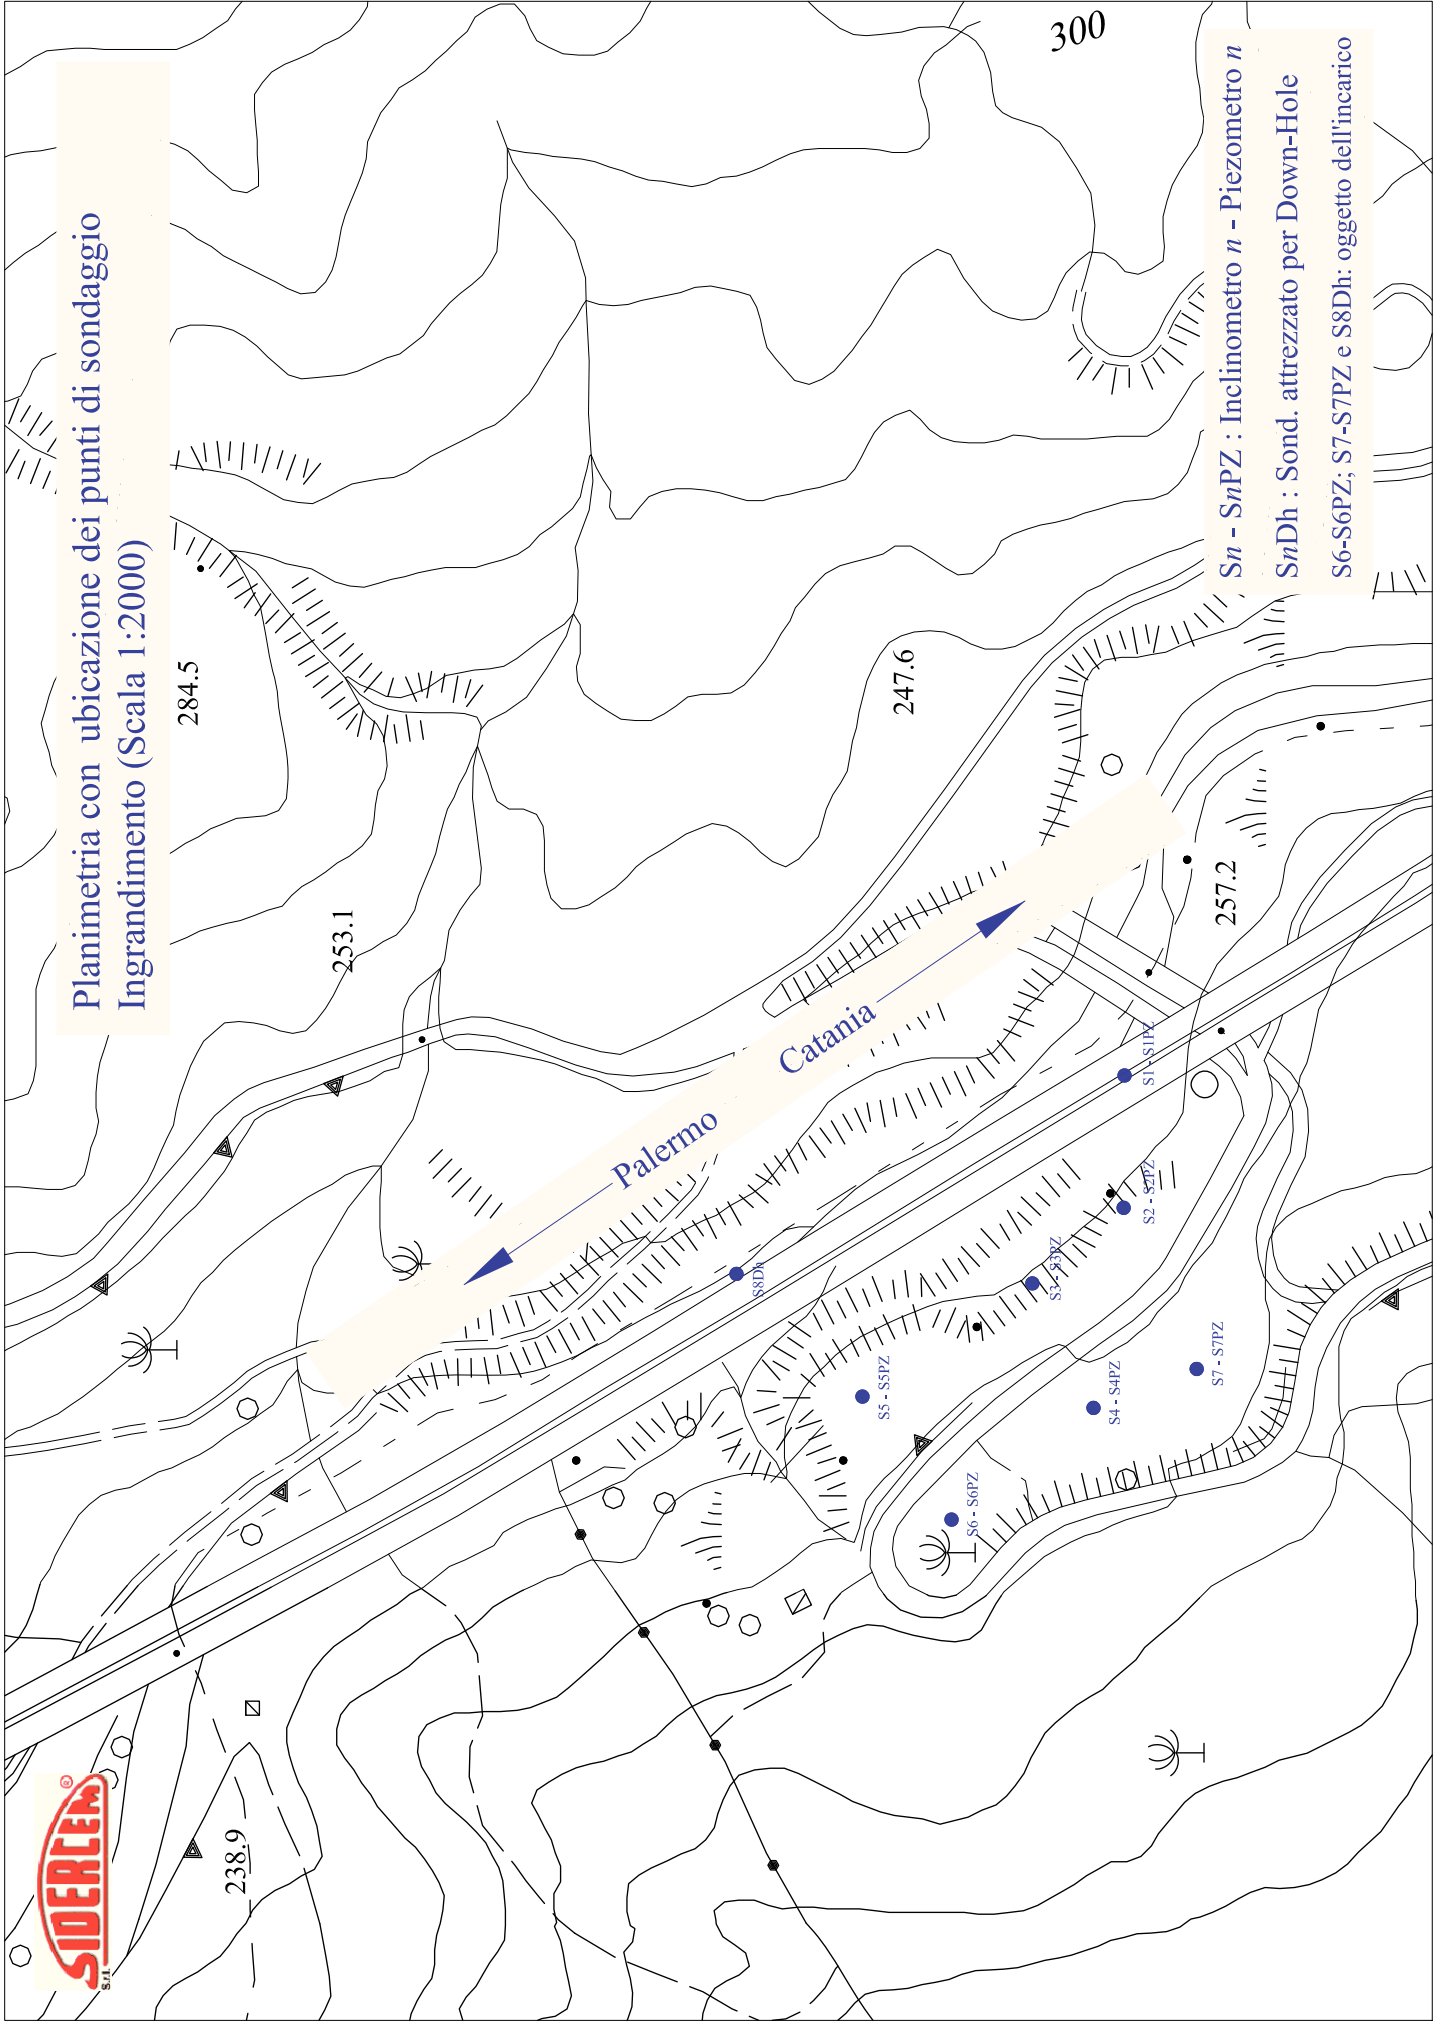 Planimetria con ubicazione dei punti di sondaggio
Ingrandimento (Scala 1:2000)
300
Sn - SnPZ : Inclinometro n - Piezometro n
SnDh : Sond. attrezzato per Down-Hole
S6-S6PZ; S7-S7PZ e S8Dh: oggetto dell'incarico
284.5
253.1
247.6
257.2
238.9
Palermo
Catania
S1 - S1PZ
S2 - S2PZ
S3 - S3PZ
S8Dh
S5 - S5PZ
S4 - S4PZ
S7 - S7PZ
S6 - S6PZ
SIDERCEM ®
S.r.l.